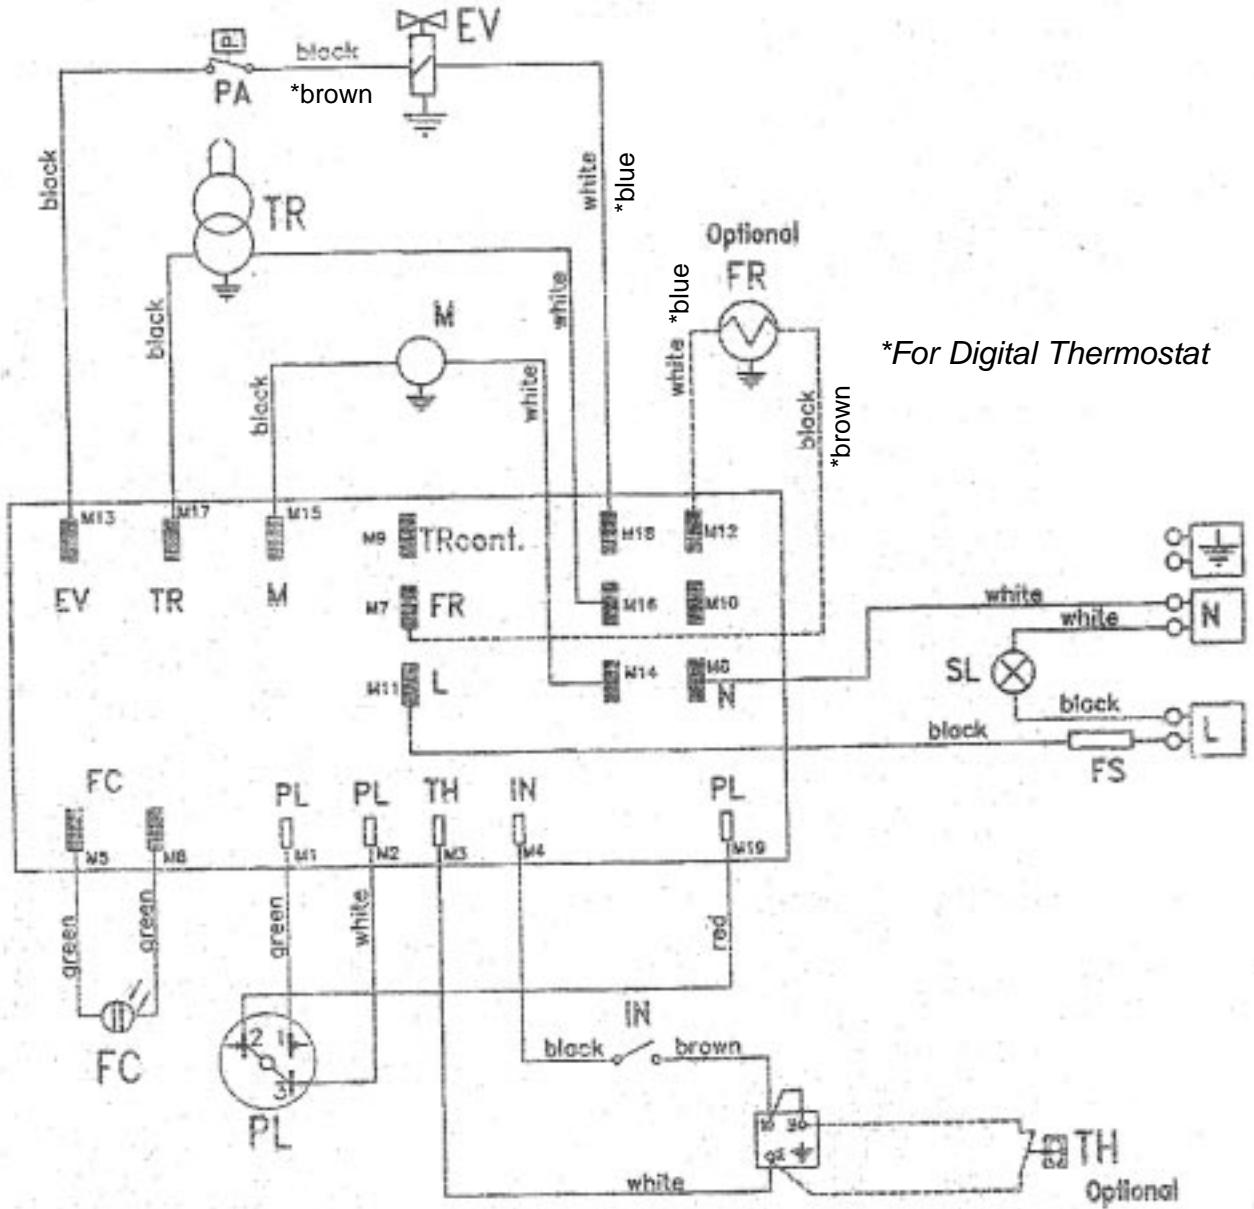 EV
P
black
PA
*brown
black
white
*blue
TR
Optional
FR
*blue
M
black
white
white
*For Digital Thermostat
black
white
black
*brown
M13
M17
M15
M9
TRcont.
M18
M12
EV
TR
M
M7
FR
M16
M10
white
white
N
M11
L
M14
M8
N
SL
black
L
black
FS
FC
PL
PL
TH
IN
PL
M5
M6
M1
M2
M3
M4
M19
green
green
green
white
red
2
1
3
FC
PL
IN
black
brown
TH
white
Optional